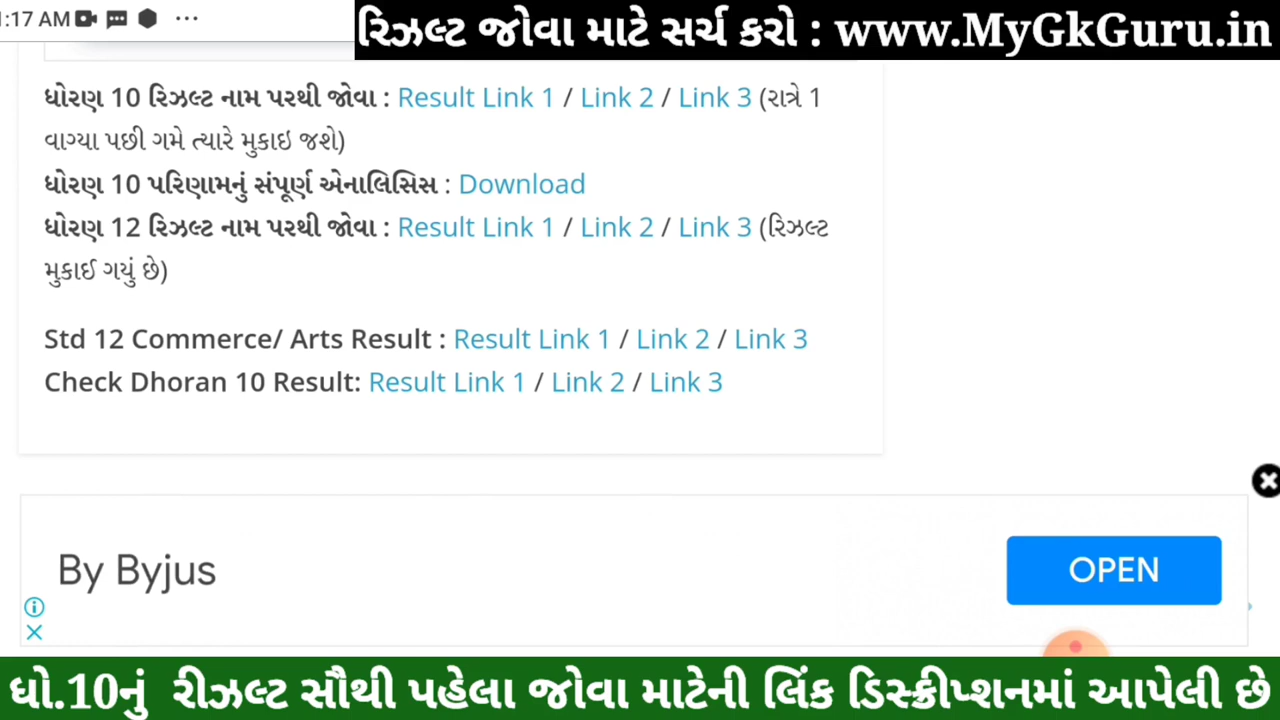 :17 AM
રિઝલ્ટ જોવા માટે સર્ચ કરો : www.MyGkGuru.in
ધોરણ 10 રિઝલ્ટ નામ પરથી જોવા : Result Link 1 / Link 2 / Link 3 (રાત્રે 1
વાગ્યા પછી ગમે ત્યારે મુકાઇ જશે)
ધોરણ 10 પરિણામનું સંપૂર્ણ એનાલિસિસ : Download
ધોરણ 12 રિઝલ્ટ નામ પરથી જોવા : Result Link 1 / Link 2 / Link 3 (રિઝલ્ટ
મુકાઈ ગયું છે)
Std 12 Commerce/ Arts Result : Result Link 1 / Link 2 / Link 3
Check Dhoran 10 Result: Result Link 1 / Link 2 / Link 3
By Byjus
OPEN
ધો.10નું રીઝલ્ટ સૌથી પહેલા જોવા માટેની લિંક ડિસ્ક્રીપ્શનમાં આપેલી છે